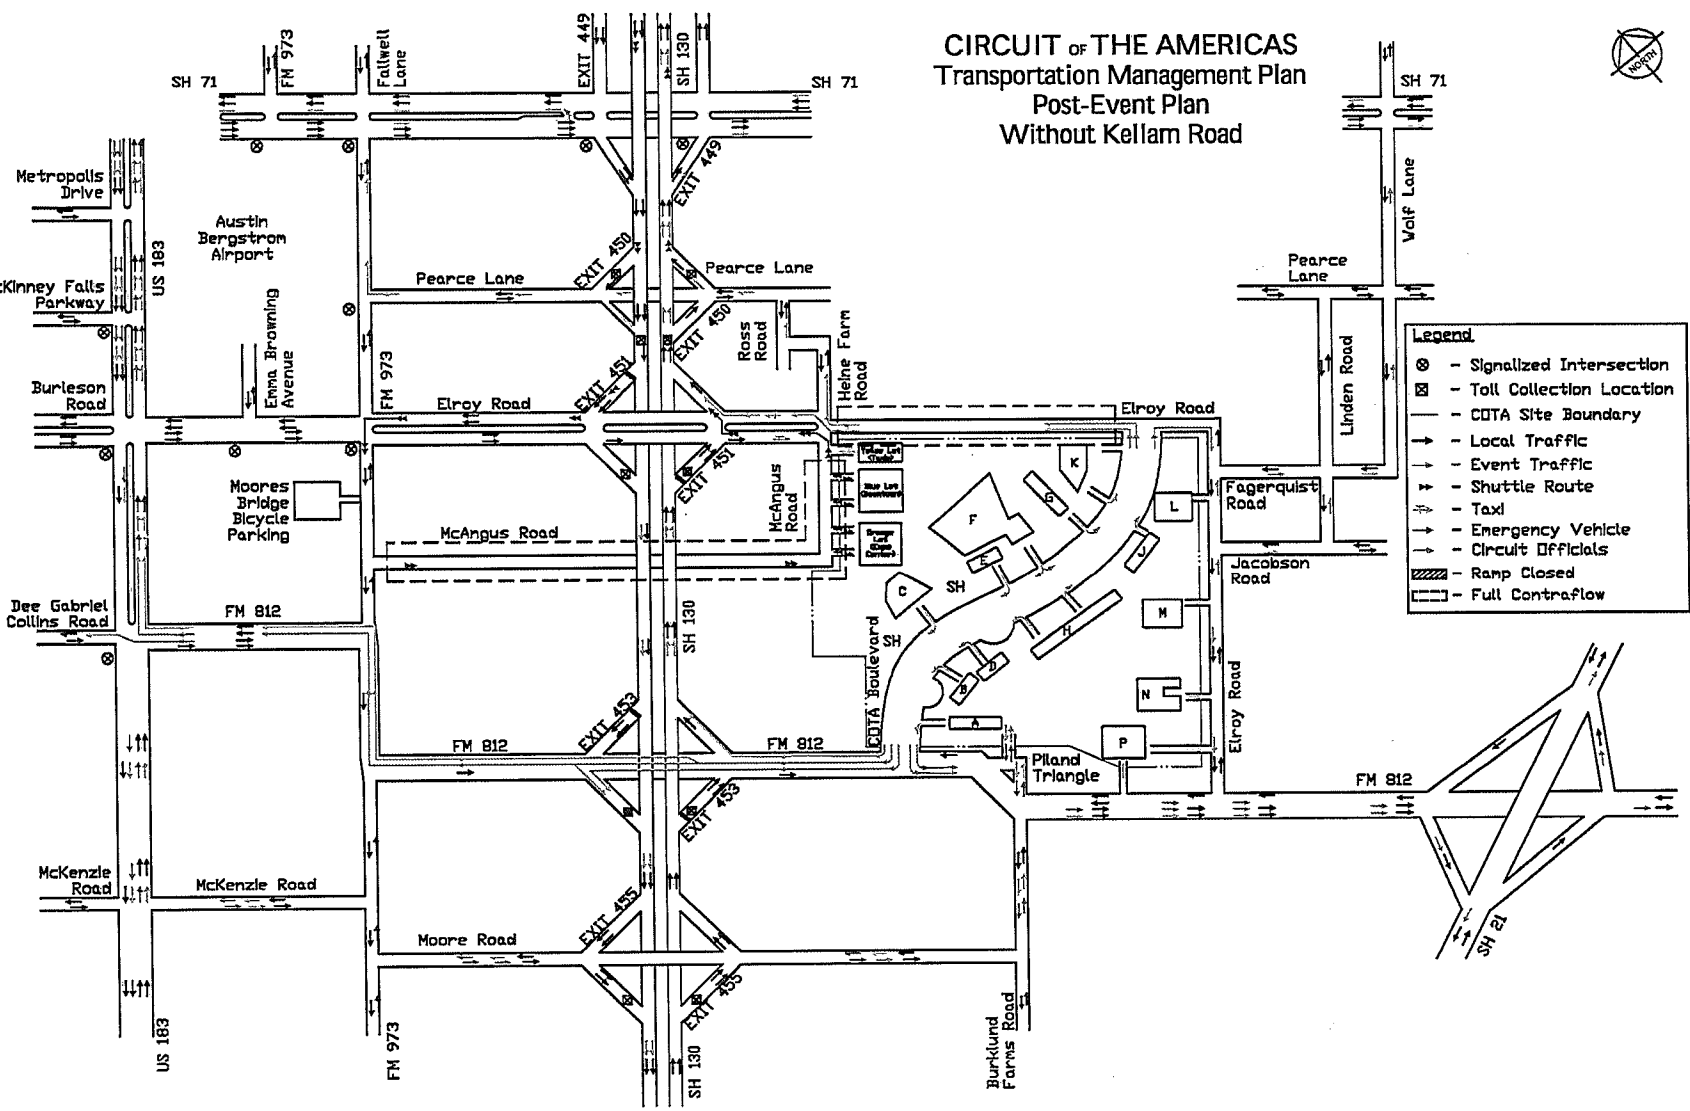 CIRCUIT OF THE AMERICAS
Transportation Management Plan
Post-Event Plan
Without Kellam Road
NORTH
SH 71
FM 973
Fallwell
Lane
EXIT 449
SH 130
SH 71
SH 71
EXIT 449
Metropolis
Drive
US 183
Austin
Bergstrom
Airport
Wolf Lane
EXIT 450
Pearce Lane
Pearce Lane
Pearce
Lane
Kinney Falls
Parkway
EXIT 450
Ross
Road
Heine Farm
Road
Linden Road
Emma Browning
Avenue
FM 973
EXIT 451
Burleson
Road
Elroy Road
Elroy Road
EXIT 451
Legend
- Signalized Intersection
- Toll Collection Location
- COTA Site Boundary
- Local Traffic
- Event Traffic
- Shuttle Route
- Taxi
- Emergency Vehicle
- Circuit Officials
- Ramp Closed
- Full Contraflow
Moores
Bridge
Bicycle
Parking
McAngus
Road
McAngus Road
K
G
F
L
Fagerquist
Road
E
J
Jacobson
Road
C
SH
SH
M
H
D
B
N
A
P
Dee Gabriel
Collins Road
FM 812
SH 130
COTA Boulevard
Elroy Road
EXIT 453
FM 812
FM 812
Piland
Triangle
FM 812
EXIT 453
McKenzie
Road
McKenzie Road
EXIT 455
Moore Road
SH 21
EXIT 455
US 183
FM 973
SH 130
Burklund
Farms Road